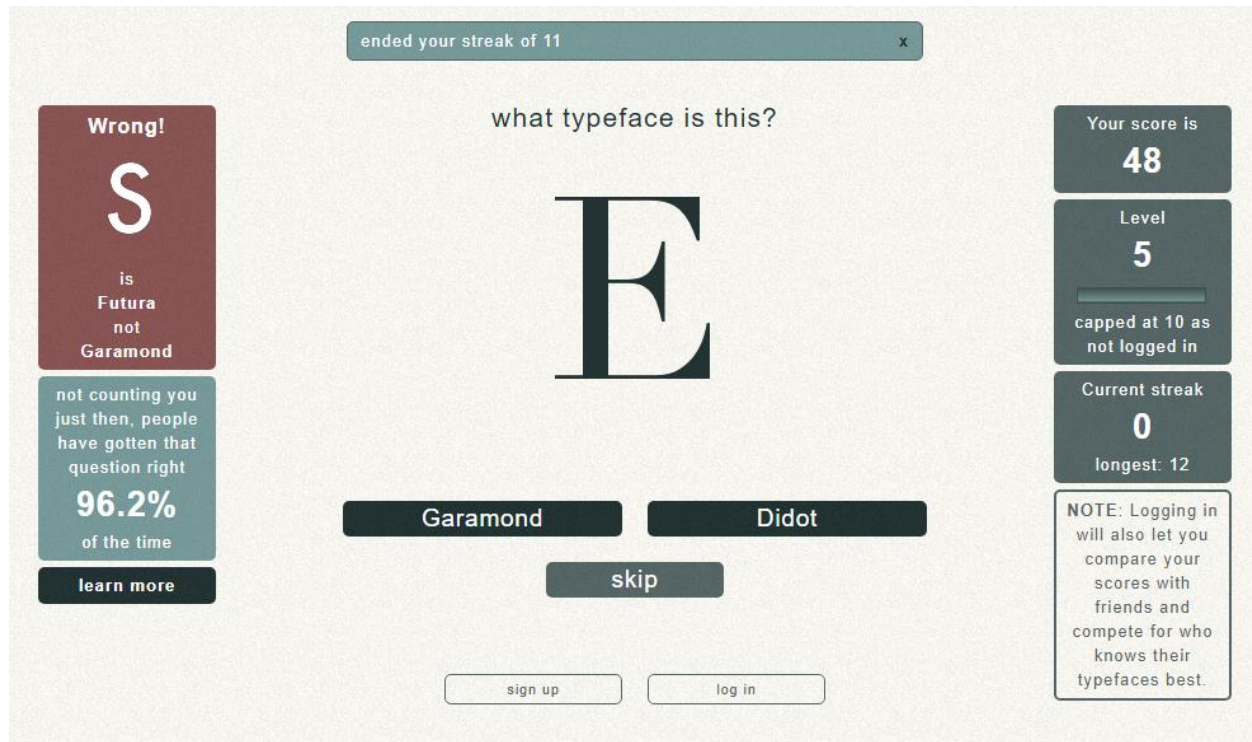 ended your streak of 11 x
Wrong!
S
is
Futura
not
Garamond
not counting you
just then, people
have gotten that
question right
96.2%
of the time
learn more
what typeface is this?
E
Garamond
Didot
skip
sign up
log in
Your score is
48
Level
5
capped at 10 as
not logged in
Current streak
0
longest: 12
NOTE: Logging in
will also let you
compare your
scores with
friends and
compete for who
knows their
typefaces best.